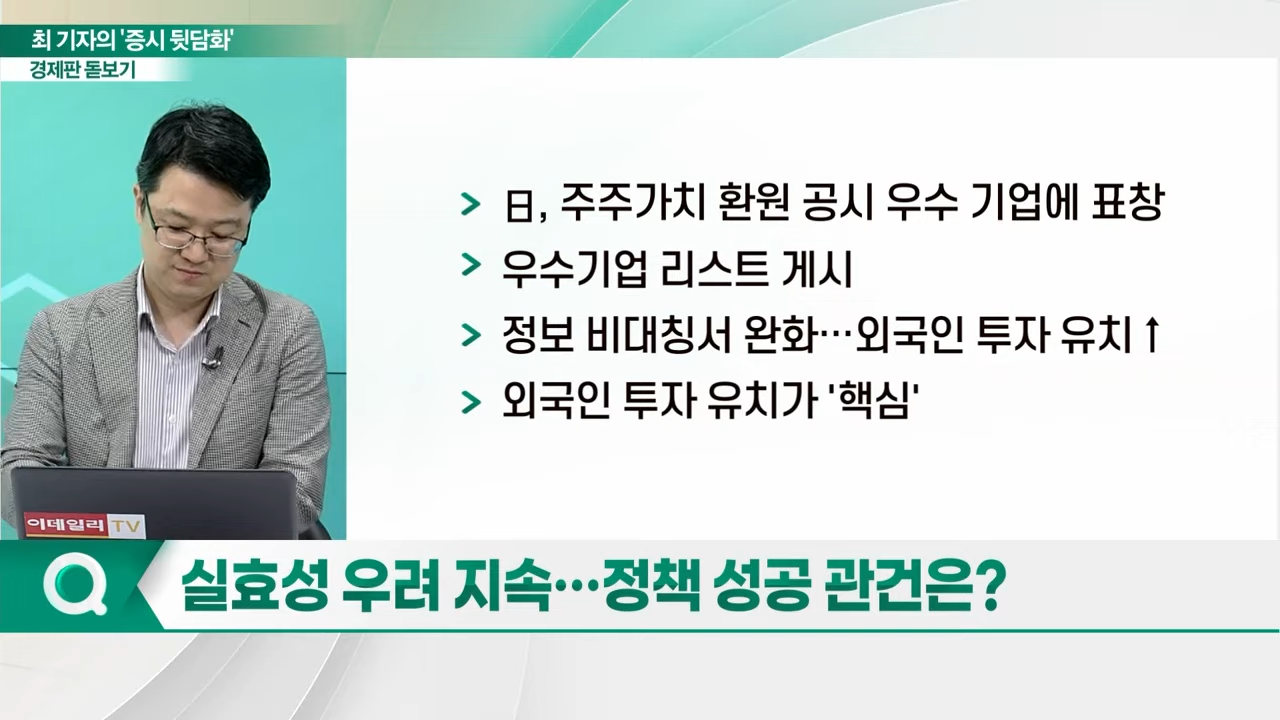 최 기자의 '증시 뒷담화'
경제판 돋보기
日, 주주가치 환원 공시 우수 기업에 표창
우수기업 리스트 게시
정보 비대칭서 완화…외국인 투자 유치↑
외국인 투자 유치가 '핵심'
이데일리 TV
실효성 우려 지속…정책 성공 관건은?